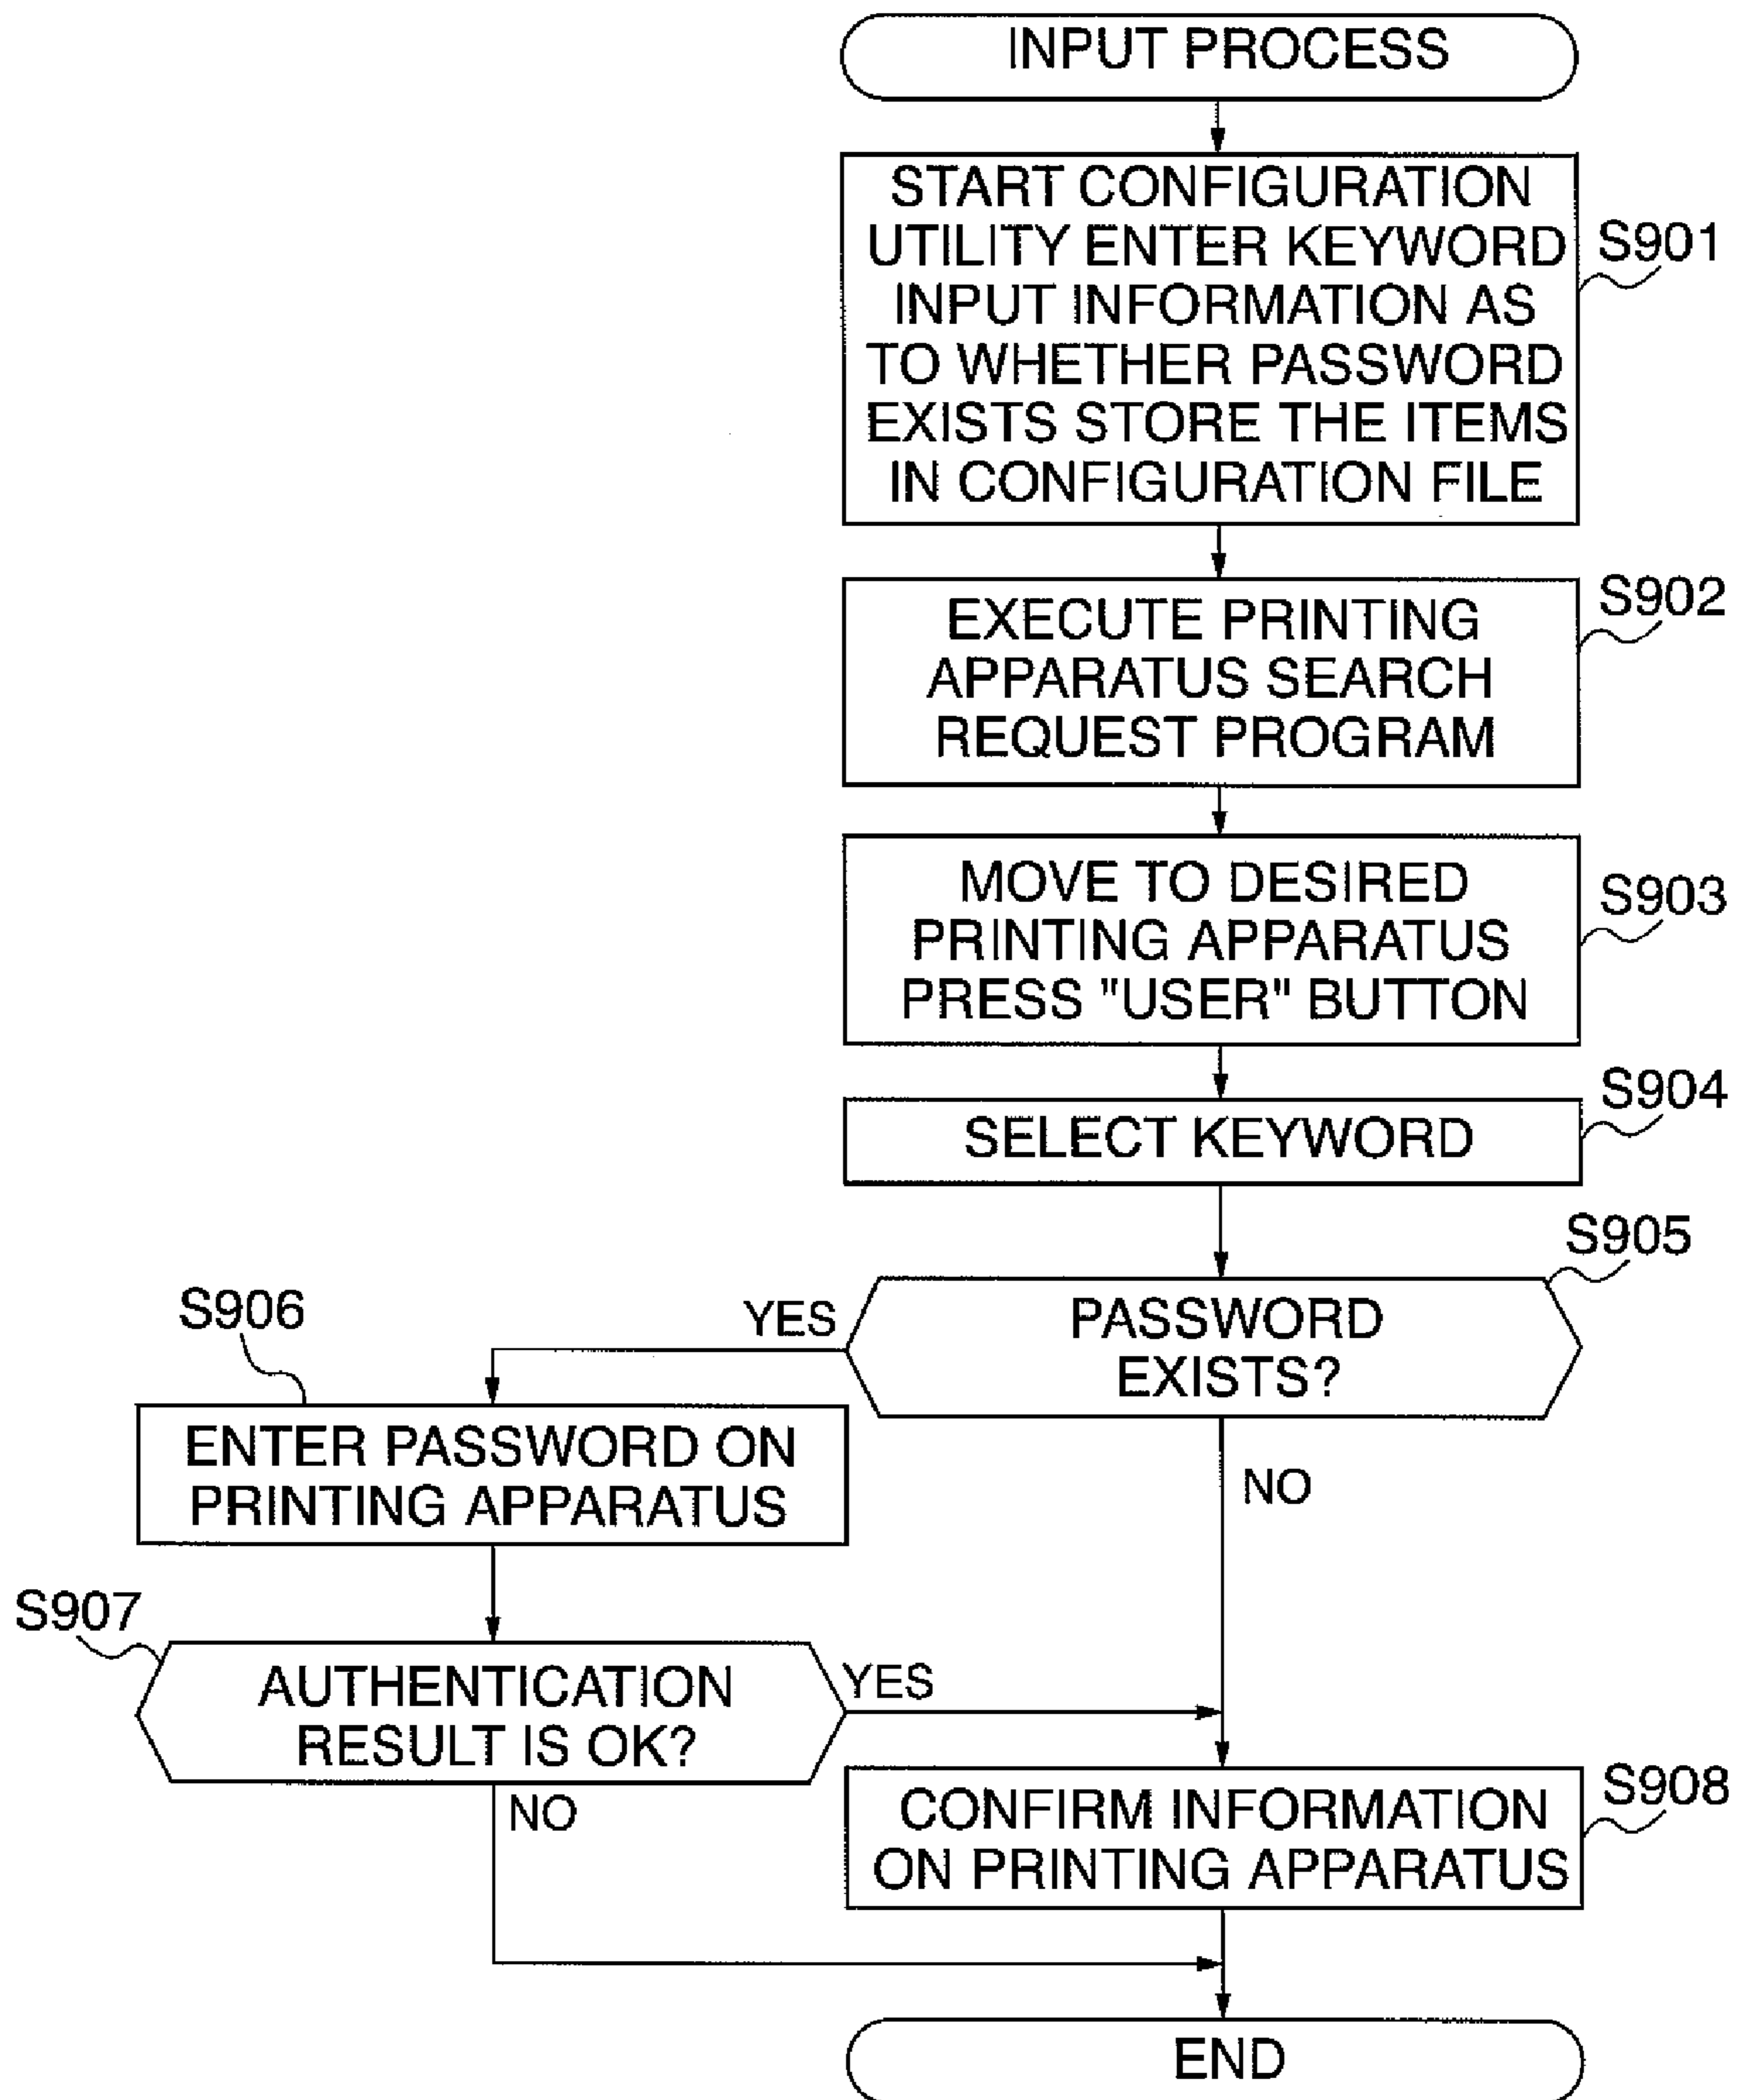 INPUT PROCESS
START CONFIGURATION
UTILITY ENTER KEYWORD
INPUT INFORMATION AS
TO WHETHER PASSWORD
EXISTS STORE THE ITEMS
IN CONFIGURATION FILE
S901
EXECUTE PRINTING
APPARATUS SEARCH
REQUEST PROGRAM
S902
MOVE TO DESIRED
PRINTING APPARATUS
PRESS "USER" BUTTON
S903
SELECT KEYWORD
S904
PASSWORD
EXISTS?
S905
YES
NO
S906
ENTER PASSWORD ON
PRINTING APPARATUS
S907
AUTHENTICATION
RESULT IS OK?
YES
NO
CONFIRM INFORMATION
ON PRINTING APPARATUS
S908
END